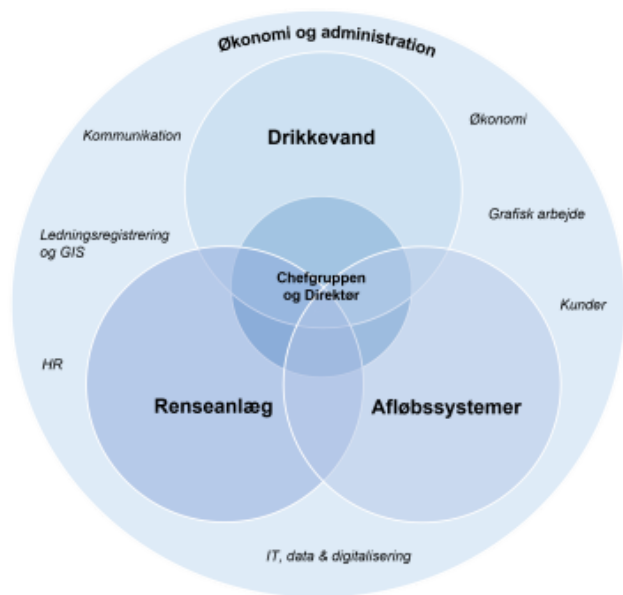 Økonomi og administration
Økonomi
Kommunikation
Drikkevand
Grafisk arbejde
Ledningsregistrering
og GIS
Chefgruppen
og Direktør
Kunder
HR
Renseanlæg
Afløbssystemer
IT, data & digitalisering